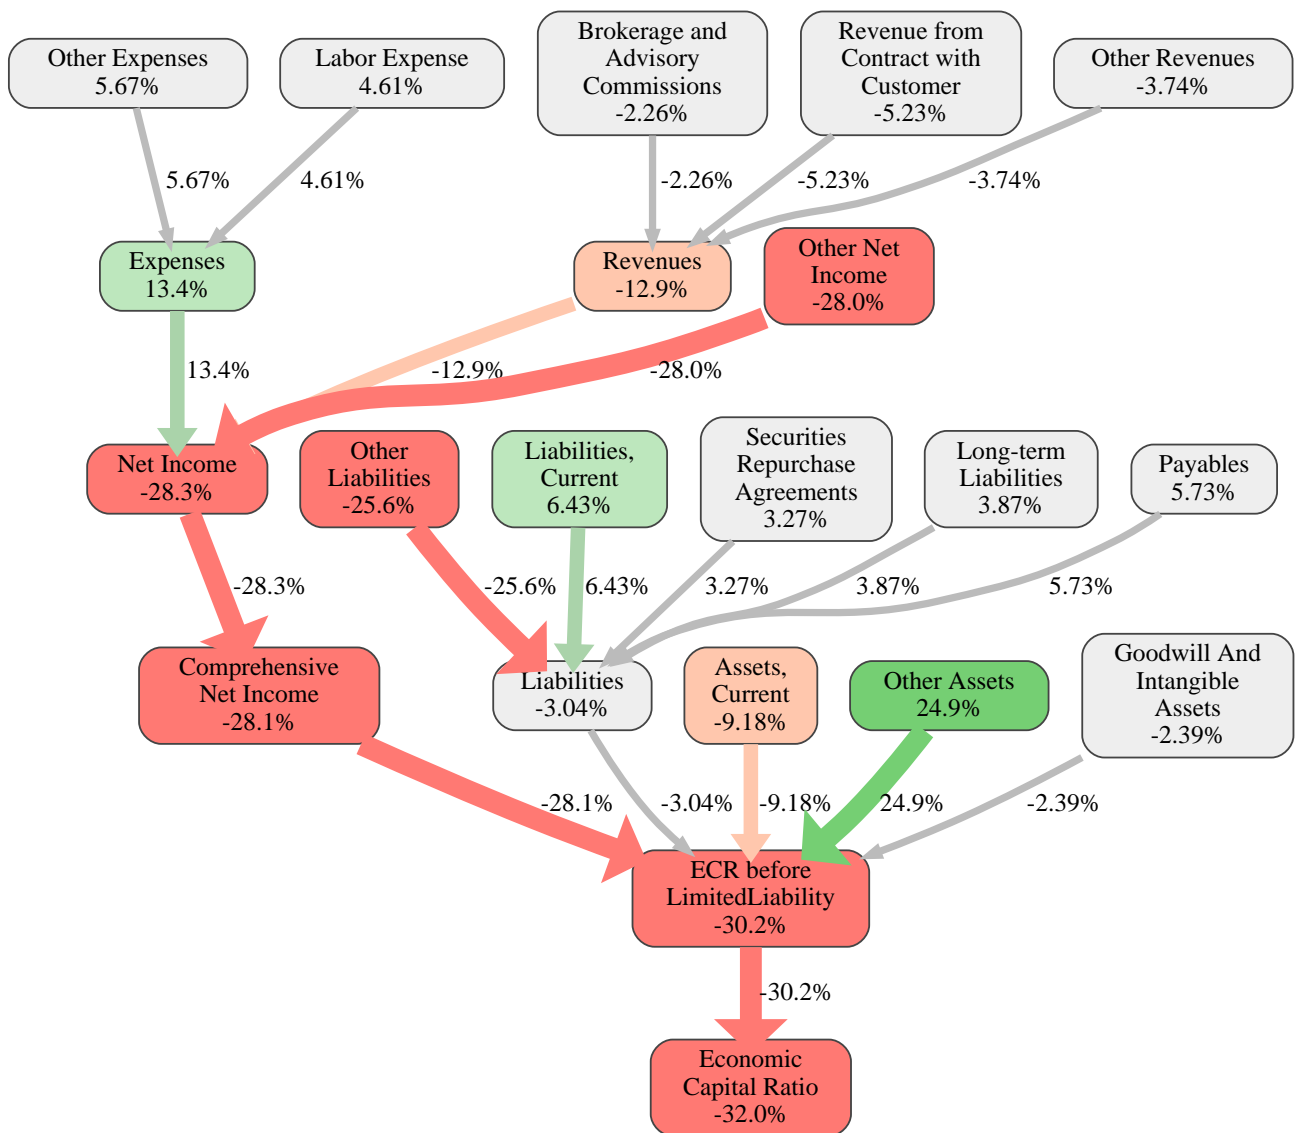 Other Expenses
5.67%
Labor Expense
4.61%
Brokerage and
Advisory
Commissions
-2.26%
Revenue from
Contract with
Customer
-5.23%
Other Revenues
-3.74%
5.67%
4.61%
-2.26%
-5.23%
-3.74%
Expenses
13.4%
Revenues
-12.9%
Other Net
Income
-28.0%
13.4%
-12.9%
-28.0%
Net Income
-28.3%
Other
Liabilities
-25.6%
Liabilities,
Current
6.43%
Securities
Repurchase
Agreements
3.27%
Long-term
Liabilities
3.87%
Payables
5.73%
-28.3%
-25.6%
6.43%
3.27%
3.87%
5.73%
Comprehensive
Net Income
-28.1%
Liabilities
-3.04%
Assets,
Current
-9.18%
Other Assets
24.9%
Goodwill And
Intangible
Assets
-2.39%
-28.1%
-3.04%
-9.18%
24.9%
-2.39%
ECR before
LimitedLiability
-30.2%
-30.2%
Economic
Capital Ratio
-32.0%